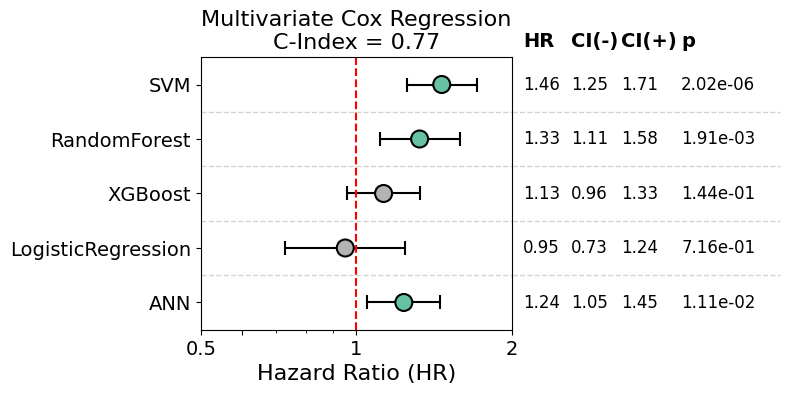 Multivariate Cox Regression
C-Index = 0.77
HR CI(-) CI(+) p
SVM 1.46 1.25 1.71 2.02e-06
RandomForest 1.33 1.11 1.58 1.91e-03
XGBoost 1.13 0.96 1.33 1.44e-01
LogisticRegression 0.95 0.73 1.24 7.16e-01
ANN 1.24 1.05 1.45 1.11e-02
0.5 1 2
Hazard Ratio (HR)